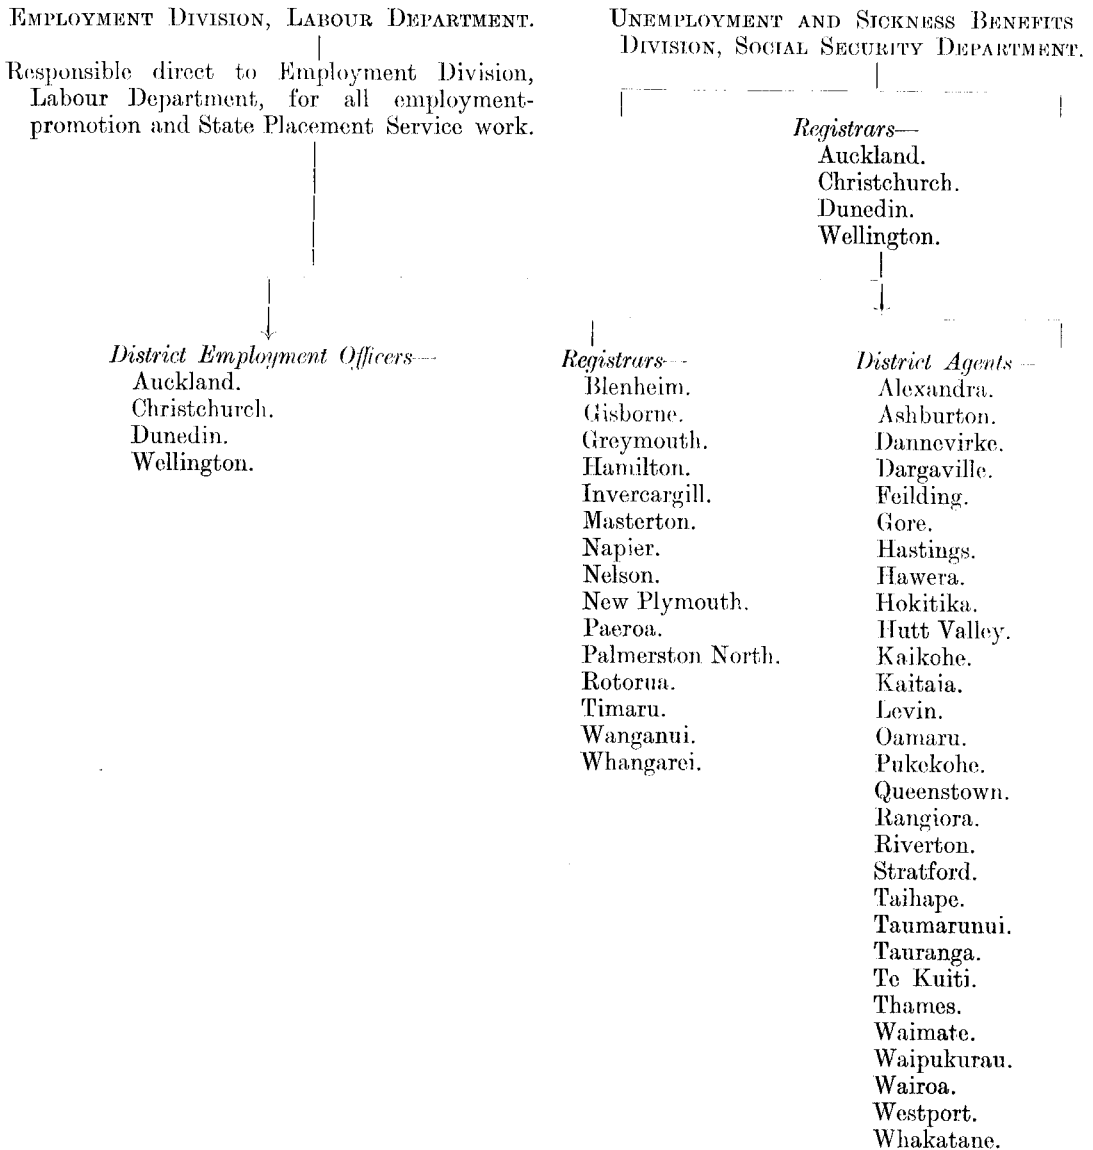 EMPLOYMENT DIVISION, LABOUR DEPARTMENT.
Responsible direct to Employment Division,
Labour Department, for all employment-
promotion and State Placement Service work.
District Employment Officers—
Auckland.
Christchurch.
Dunedin.
Wellington.
UNEMPLOYMENT AND SICKNESS BENEFITS
DIVISION, SOCIAL SECURITY DEPARTMENT.
Registrars—
Auckland.
Christchurch.
Dunedin.
Wellington.
Registrars—
Blenheim.
Gisborne.
Greymouth.
Hamilton.
Invercargill.
Masterton.
Napier.
Nelson.
New Plymouth.
Paeroa.
Palmerston North.
Rotorua.
Timaru.
Wanganui.
Whangarei.
District Agents—
Alexandra.
Ashburton.
Dannevirke.
Dargaville.
Feilding.
Gore.
Hastings.
Hawera.
Hokitika.
Hutt Valley.
Kaikohe.
Kaitaia.
Levin.
Oamaru.
Pukekohe.
Queenstown.
Rangiora.
Riverton.
Stratford.
Taihape.
Taumarunui.
Tauranga.
Te Kuiti.
Thames.
Waimate.
Waipukurau.
Wairoa.
Westport.
Whakatane.